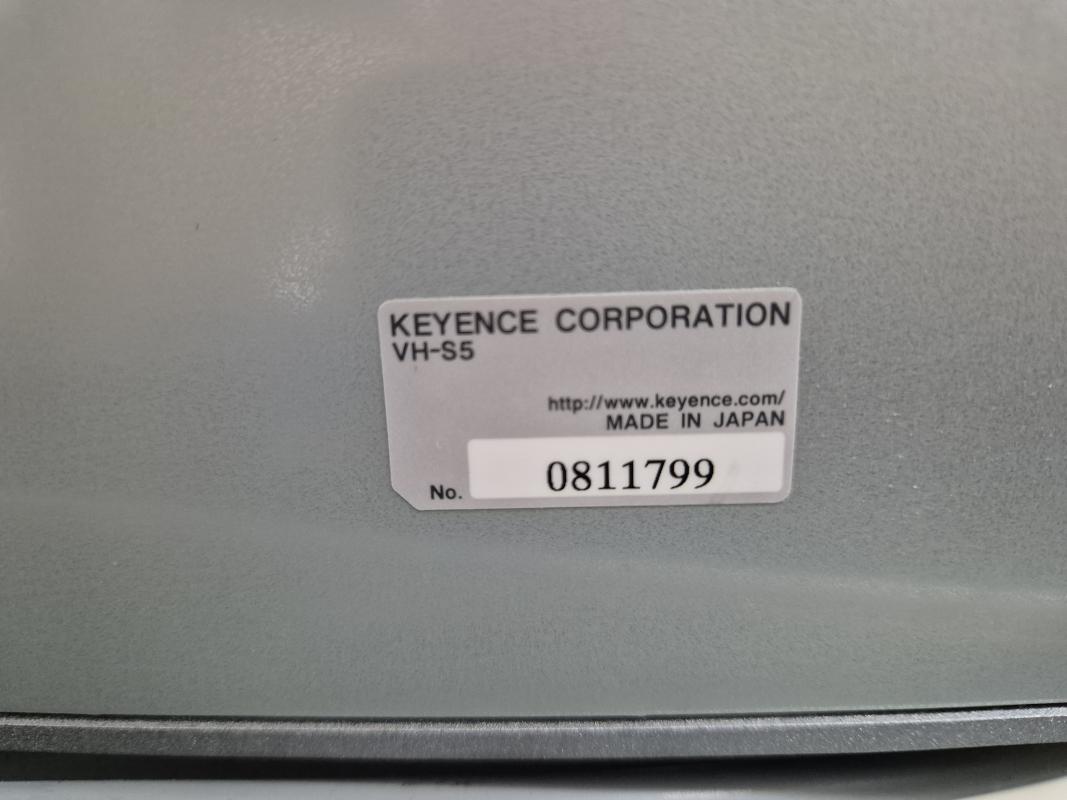 KEYENCE CORPORATION
VH-S5
http://www.keyence.com/
MADE IN JAPAN
No. 0811799